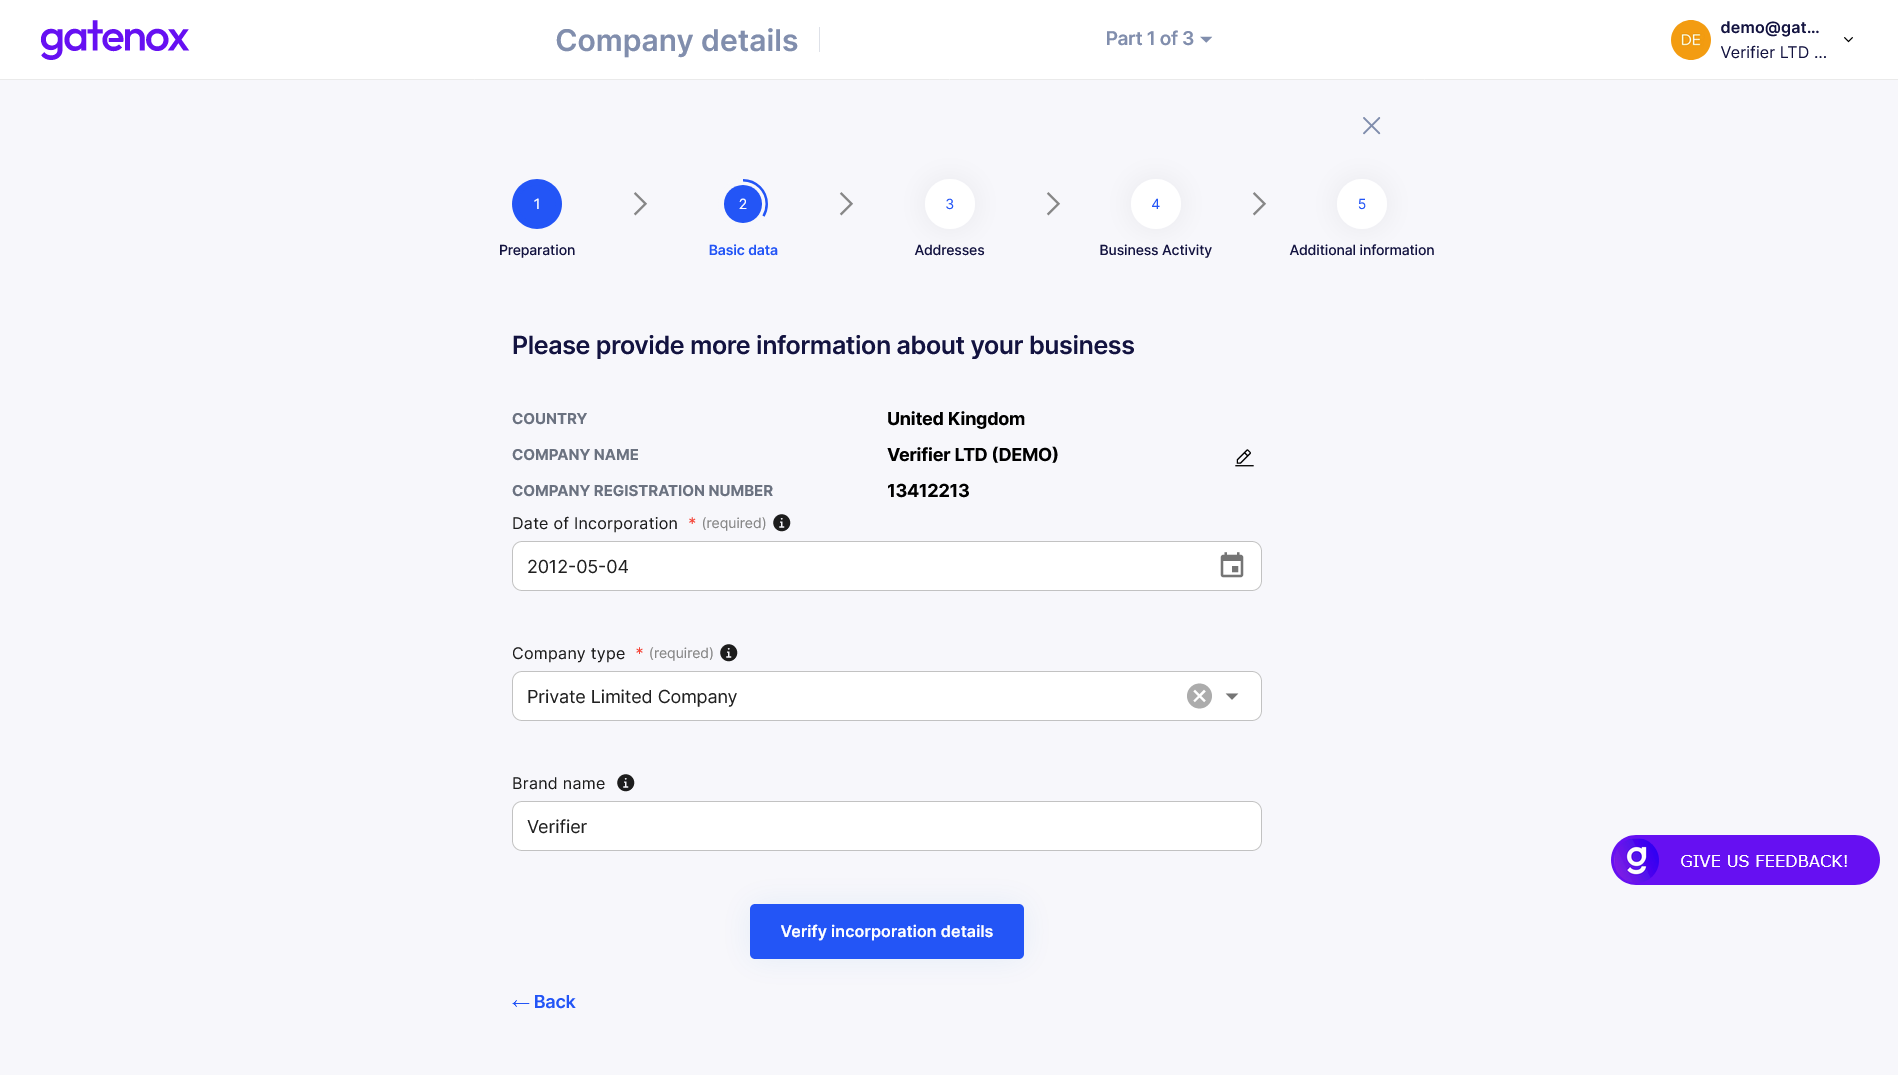 gatenox
Company details
Part 1 of 3
DE
demo@gat...
Verifier LTD ...
1
2
3
4
5
Preparation
Basic data
Addresses
Business Activity
Additional information
Please provide more information about your business
COUNTRY
United Kingdom
COMPANY NAME
Verifier LTD (DEMO)
COMPANY REGISTRATION NUMBER
13412213
Date of Incorporation * (required)
2012-05-04
Company type * (required)
Private Limited Company
Brand name
Verifier
g GIVE US FEEDBACK!
Verify incorporation details
← Back